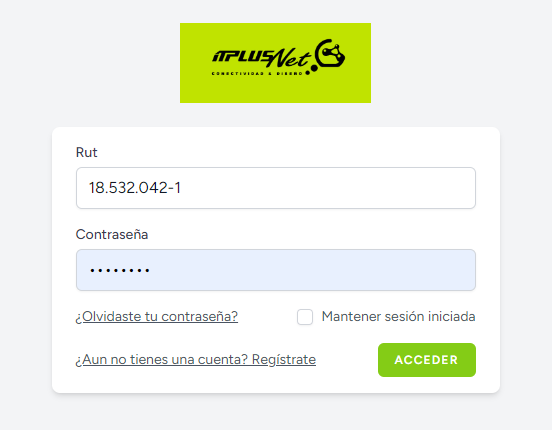 ITPLUSNet
CONECTIVIDAD & DISEÑO
Rut
18.532.042-1
Contraseña
••••••••
¿Olvidaste tu contraseña?
Mantener sesión iniciada
¿Aun no tienes una cuenta? Regístrate
ACCEDER